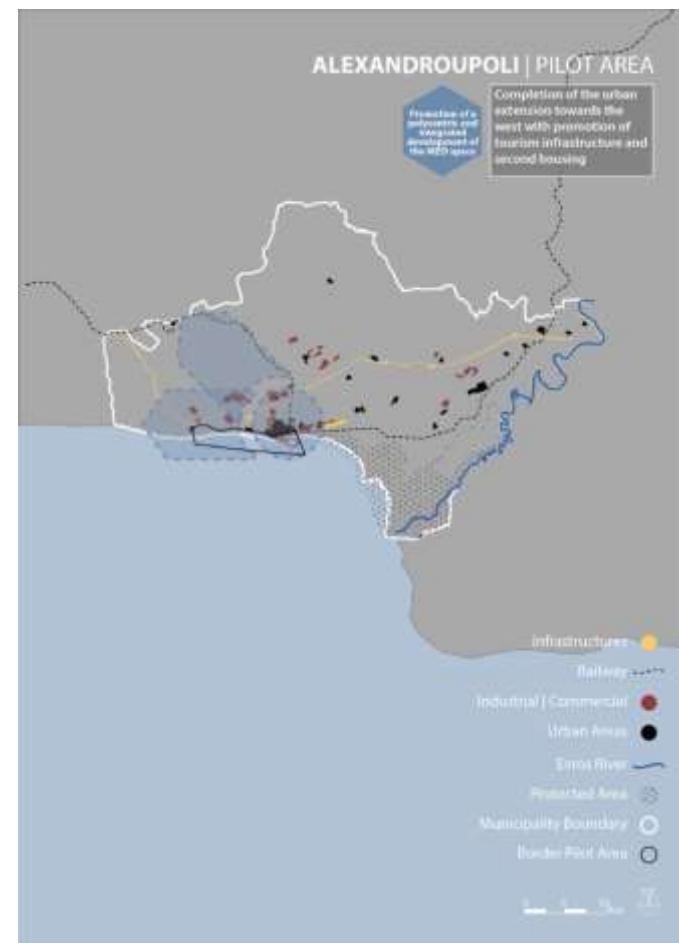 ALEXANDROUPOLI | PILOT AREA
Promotion of a
polycentric and
integrated
development of
the MED space
Completion of the urban
extension towards the
west with promotion of
tourism infrastructure and
second housing
Infrastructures
Railway
Industrial | Commercial
Urban Areas
Evros River
Protected Area
Municipality Boundary
Border Pilot Area